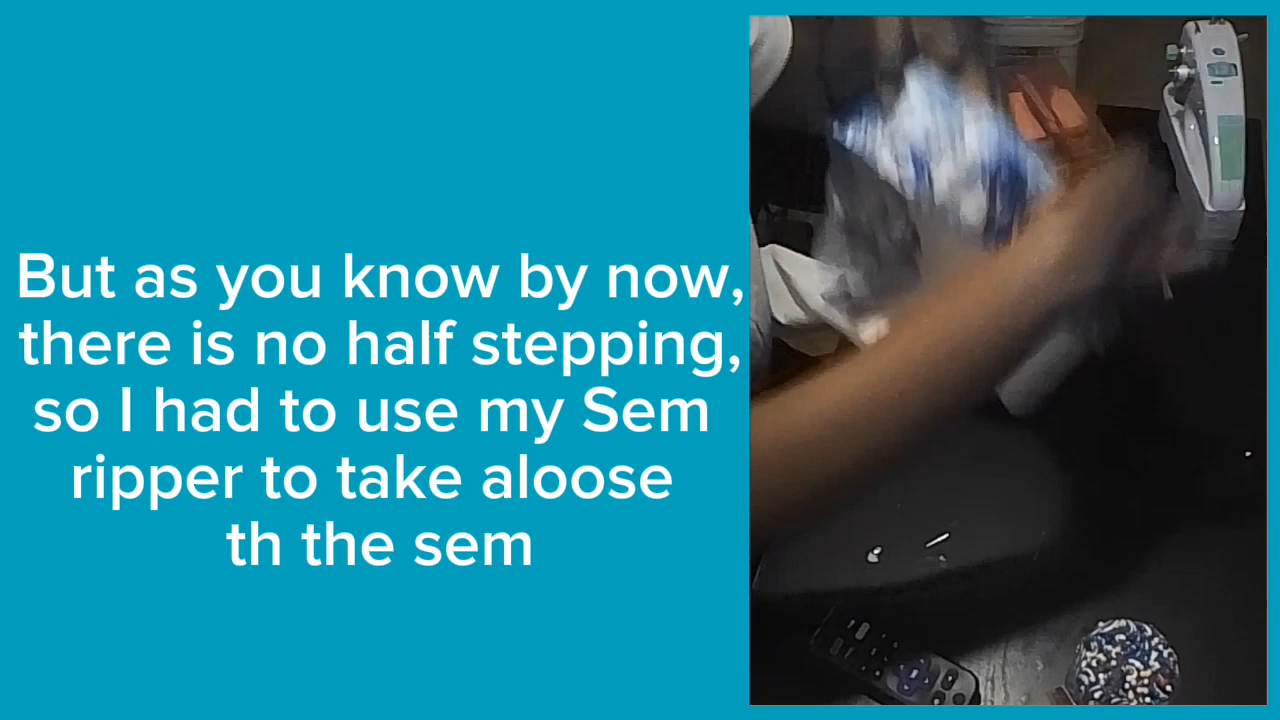 But as you know by now,
there is no half stepping,
so I had to use my Sem
ripper to take aloose
th the sem